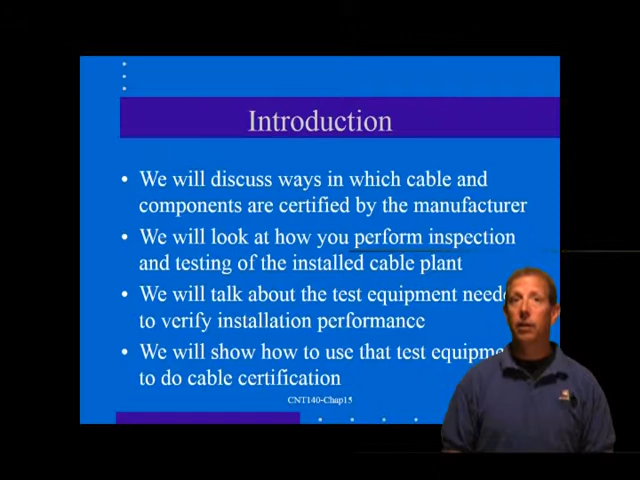 Introduction
• We will discuss ways in which cable and
components are certified by the manufacturer
• We will look at how you perform inspection
and testing of the installed cable plant
• We will talk about the test equipment
to verify installation performance
• We will show how to use that test
to do cable certification
CNT140-Chap15